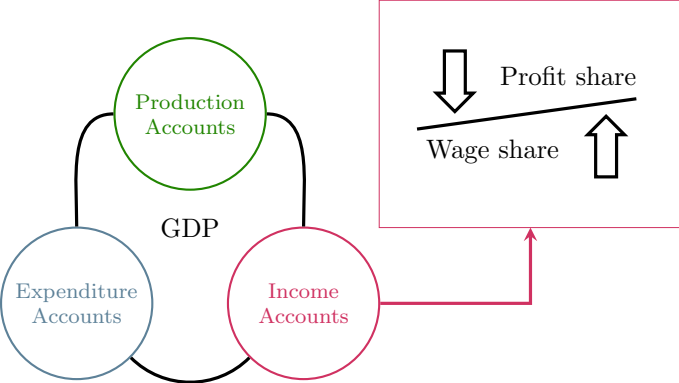 Production
Accounts
Profit share
Wage share
GDP
Expenditure
Accounts
Income
Accounts